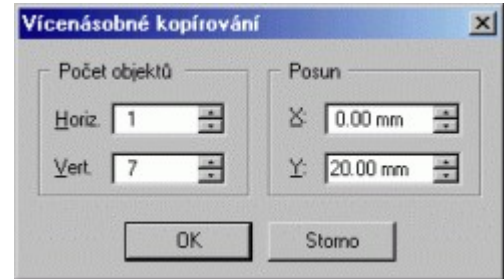 Vícenásobné kopírování
Počet objektů
Horiz. 1
Vert. 7
Posun
X: 0.00 mm
Y: 20.00 mm
OK
Storno